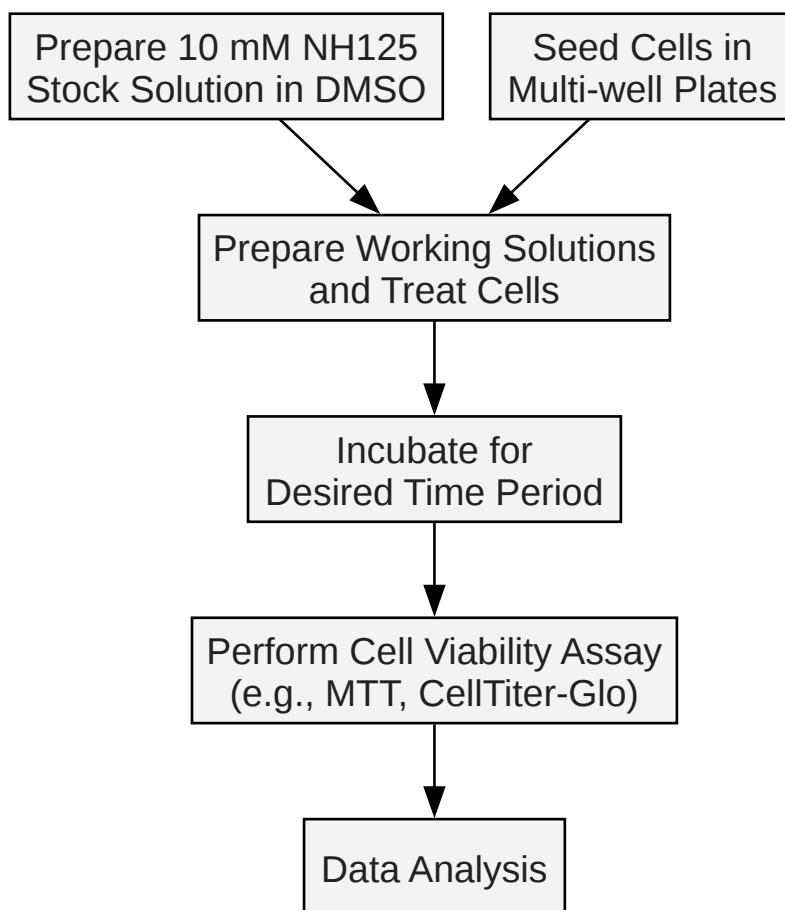 Prepare 10 mM NH125
Stock Solution in DMSO
Seed Cells in
Multi-well Plates
Prepare Working Solutions
and Treat Cells
Incubate for
Desired Time Period
Perform Cell Viability Assay
(e.g., MTT, CellTiter-Glo)
Data Analysis